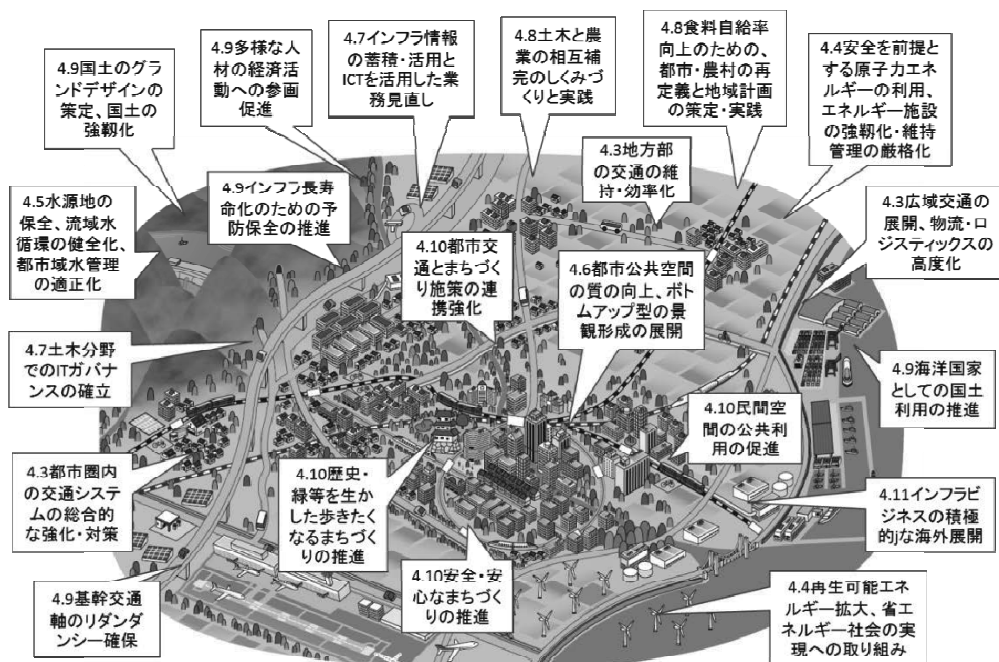 4.9国土のグラ
ンドデザインの
策定、国土の
強靭化
4.9多様な人
材の経済活
動への参画
促進
4.7インフラ情報
の蓄積・活用と
ICTを活用した業
務見直し
4.8土木と農
業の相互補
完のしくみづ
くりと実践
4.8食料自給率
向上のための、
都市・農村の再
定義と地域計画
の策定・実践
4.4安全を前提と
する原子力エネ
ルギーの利用、
エネルギー施設
の強靭化・維持
管理の厳格化
4.5水源地の
保全、流域水
循環の健全化、
都市域水管理
の適正化
4.9インフラ長寿
命化のための予
防保全の推進
4.3地方部
の交通の維
持・効率化
4.3広域交通の
展開、物流・ロ
ジスティックスの
高度化
4.10都市交
通とまちづく
り施策の連
携強化
4.6都市公共空間
の質の向上、ボト
ムアップ型の景
観形成の展開
4.7土木分野
でのITガバナ
ンスの確立
4.9海洋国家
としての国土
利用の推進
4.10民間空
間の公共利
用の促進
4.3都市圏内
の交通システ
ムの総合的
な強化・対策
4.10歴史・
緑等を生か
した歩きたく
なるまちづく
りの推進
4.11インフラビ
ジネスの積極
的jな海外展開
4.10安全・安
心なまちづ
くりの推進
4.9基幹交通
軸のリダンダ
ンシー確保
4.4再生可能エネ
ルギー拡大、省エ
ネルギー社会の実
現への取り組み